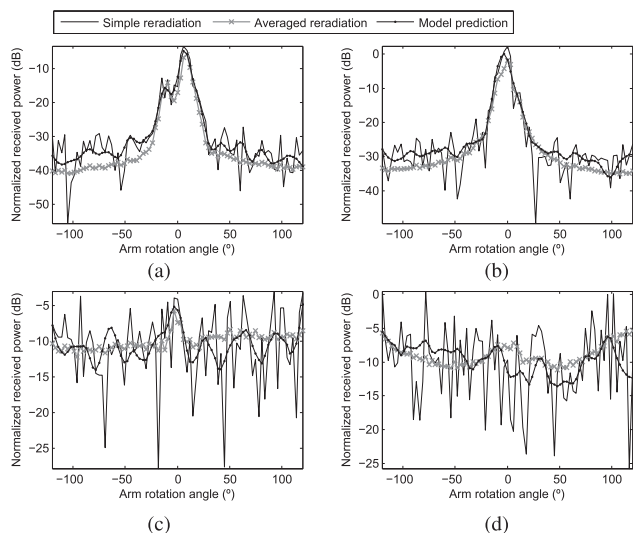 Simple reradiation Averaged reradiation Model prediction
Normalized received power (dB)
−10
−20
−30
−40
−50
−100 −50 0 50 100
Arm rotation angle (º)
(a)
Normalized received power (dB)
0
−10
−20
−30
−40
−100 −50 0 50 100
Arm rotation angle (º)
(b)
Normalized received power (dB)
−5
−10
−15
−20
−25
−100 −50 0 50 100
Arm rotation angle (º)
(c)
Normalized received power (dB)
0
−5
−10
−15
−20
−25
−100 −50 0 50 100
Arm rotation angle (º)
(d)